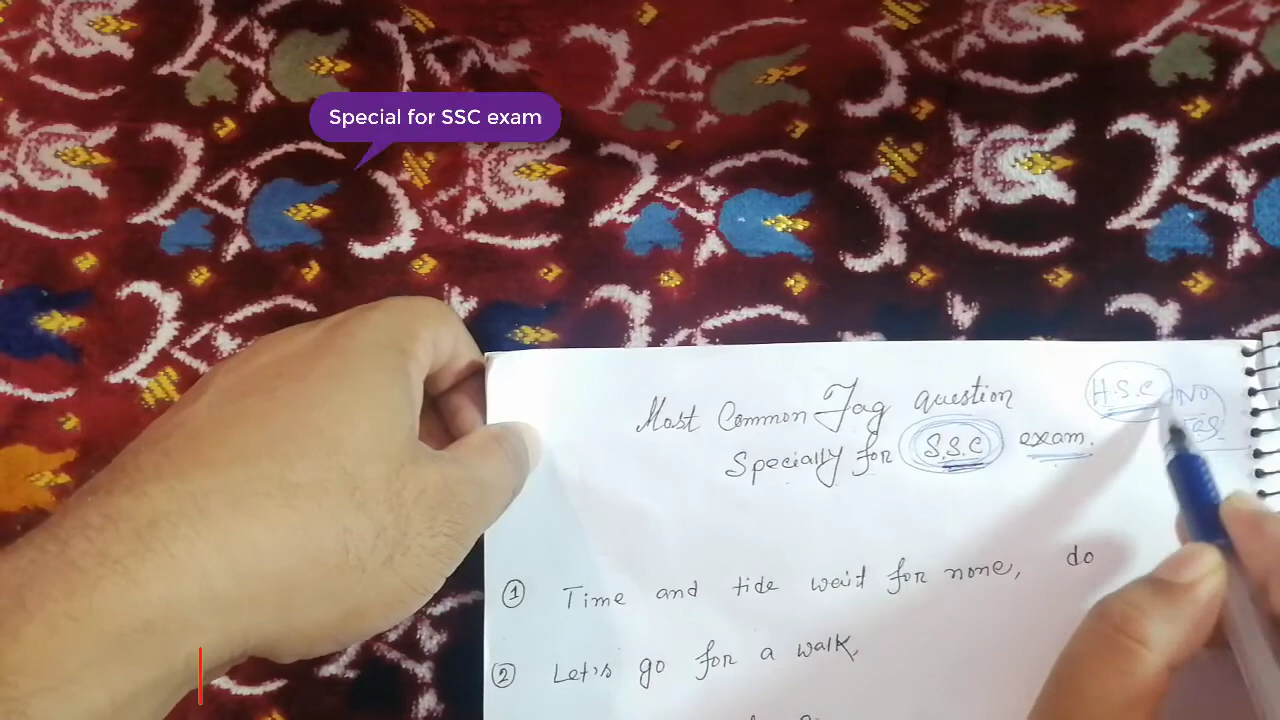 Special for SSC exam
Most Common Tag question
Specially for S.S.C exam.
H.S.C No
① Time and tide wait for none, do
② Let's go for a walk.